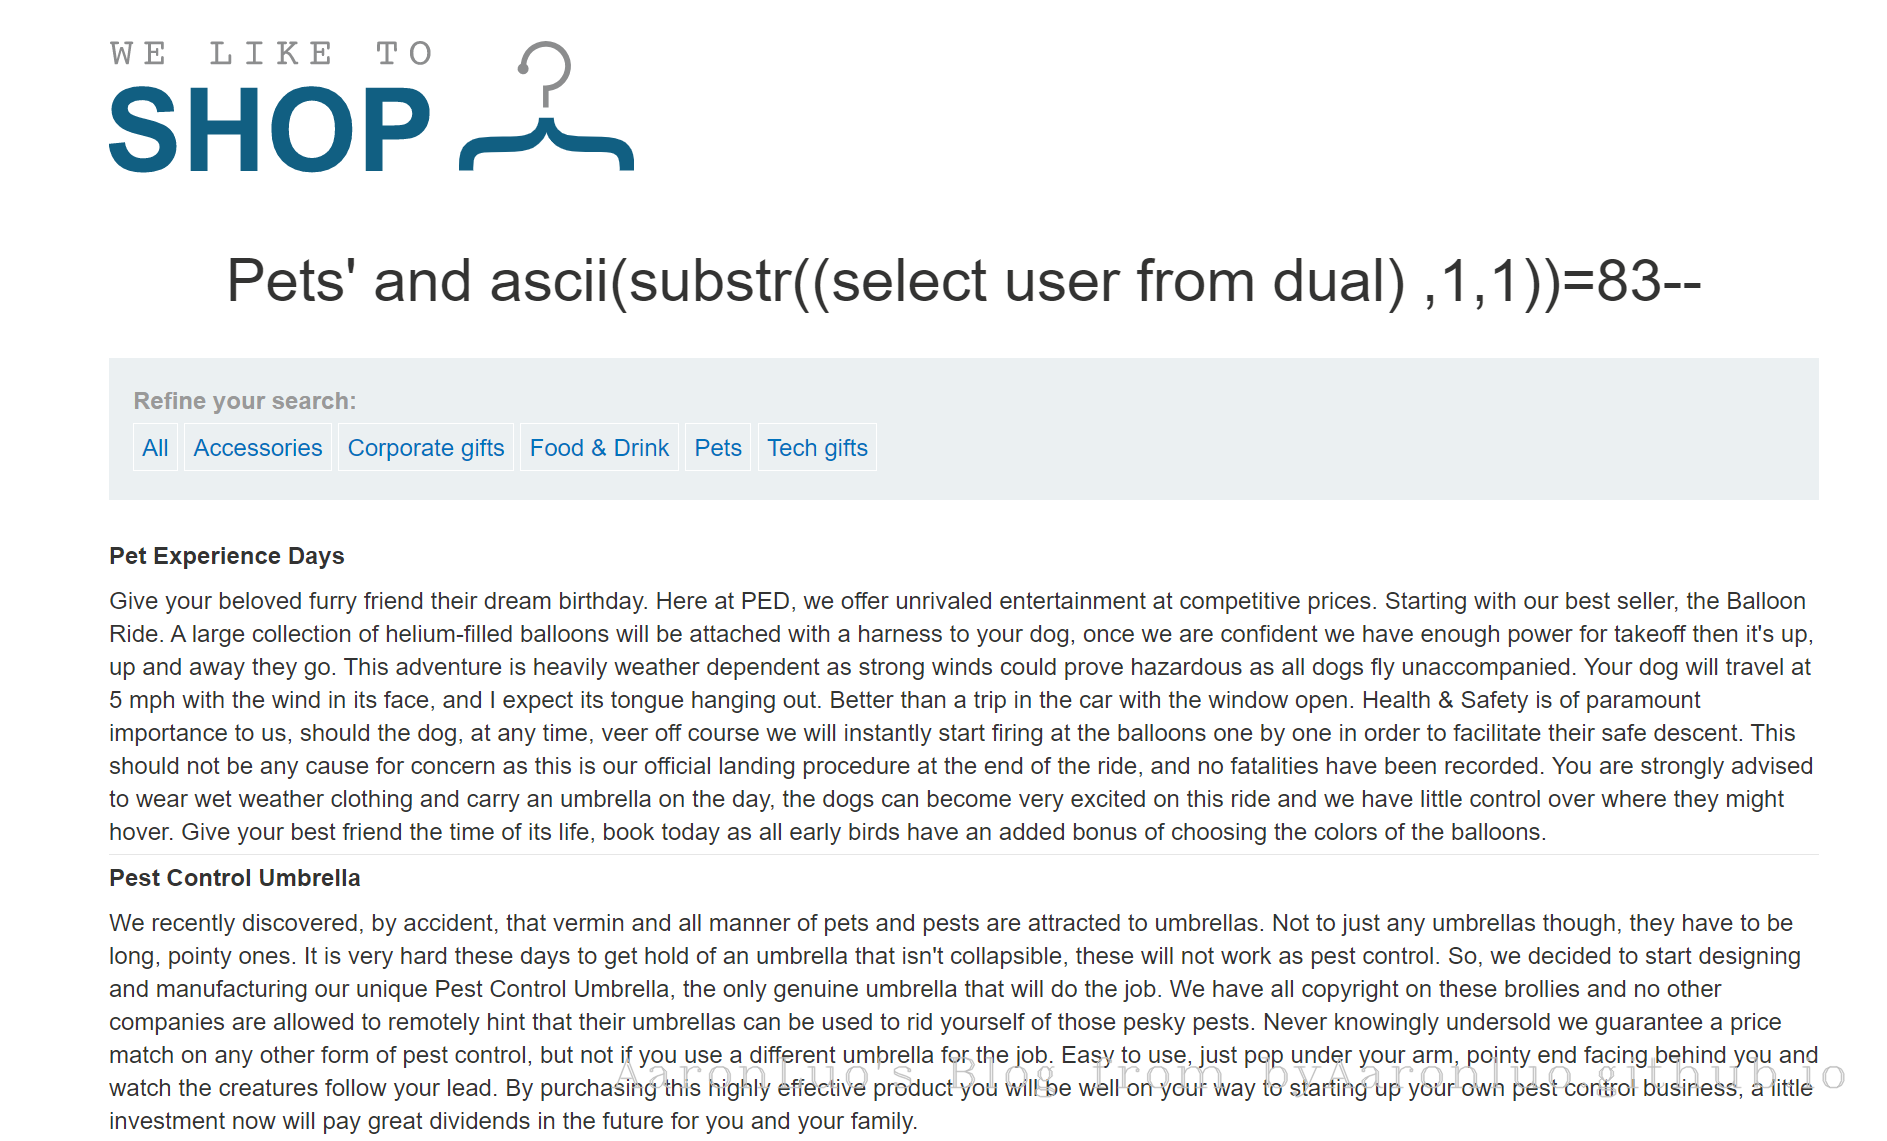 WE LIKE TO
SHOP
Pets' and ascii(substr((select user from dual) ,1,1))=83--
Refine your search:
All Accessories Corporate gifts Food & Drink Pets Tech gifts
Pet Experience Days
Give your beloved furry friend their dream birthday. Here at PED, we offer unrivaled entertainment at competitive prices. Starting with our best seller, the Balloon
Ride. A large collection of helium-filled balloons will be attached with a harness to your dog, once we are confident we have enough power for takeoff then it's up,
up and away they go. This adventure is heavily weather dependent as strong winds could prove hazardous as all dogs fly unaccompanied. Your dog will travel at
5 mph with the wind in its face, and I expect its tongue hanging out. Better than a trip in the car with the window open. Health & Safety is of paramount
importance to us, should the dog, at any time, veer off course we will instantly start firing at the balloons one by one in order to facilitate their safe descent. This
should not be any cause for concern as this is our official landing procedure at the end of the ride, and no fatalities have been recorded. You are strongly advised
to wear wet weather clothing and carry an umbrella on the day, the dogs can become very excited on this ride and we have little control over where they might
hover. Give your best friend the time of its life, book today as all early birds have an added bonus of choosing the colors of the balloons.
Pest Control Umbrella
We recently discovered, by accident, that vermin and all manner of pets and pests are attracted to umbrellas. Not to just any umbrellas though, they have to be
long, pointy ones. It is very hard these days to get hold of an umbrella that isn't collapsible, these will not work as pest control. So, we decided to start designing
and manufacturing our unique Pest Control Umbrella, the only genuine umbrella that will do the job. We have all copyright on these brollies and no other
companies are allowed to remotely hint that their umbrellas can be used to rid yourself of those pesky pests. Never knowingly undersold we guarantee a price
match on any other form of pest control, but not if you use a different umbrella for the job. Easy to use, just pop under your arm, pointy end facing behind you and
Aaronluo's Blog from byAaronluo.github.io
watch the creatures follow your lead. By purchasing this highly effective product you will be well on your way to starting up your own pest control business, a little
investment now will pay great dividends in the future for you and your family.